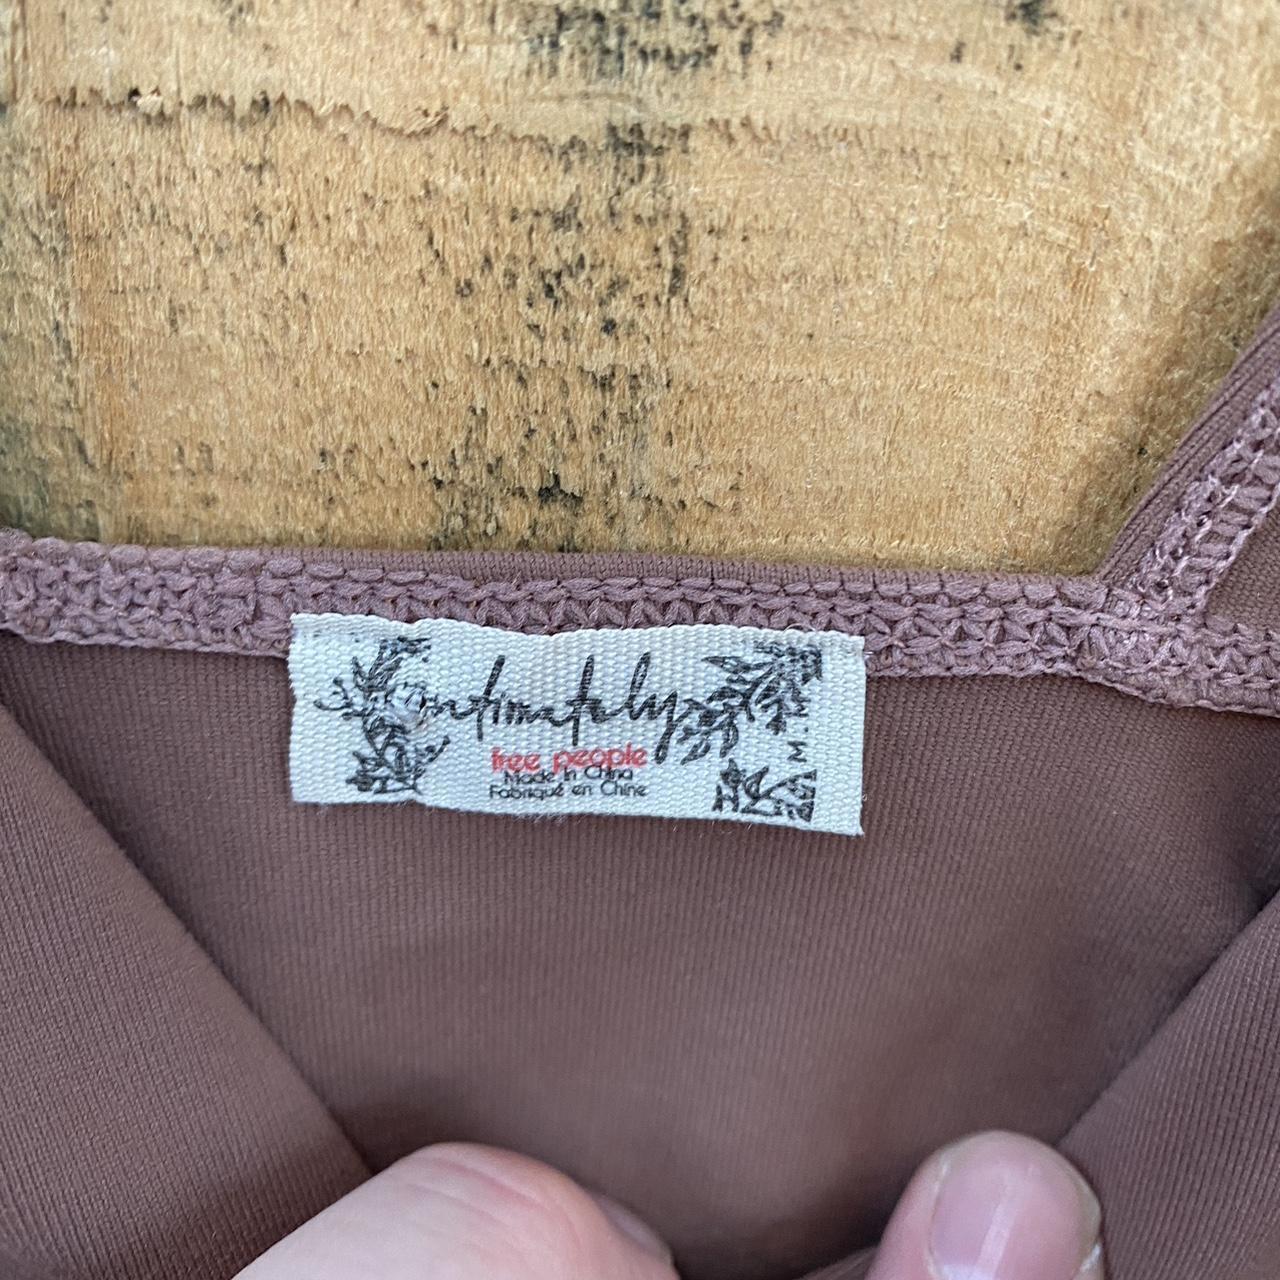 intimately
free people
Made in China
Fabriqué en Chine
M.M